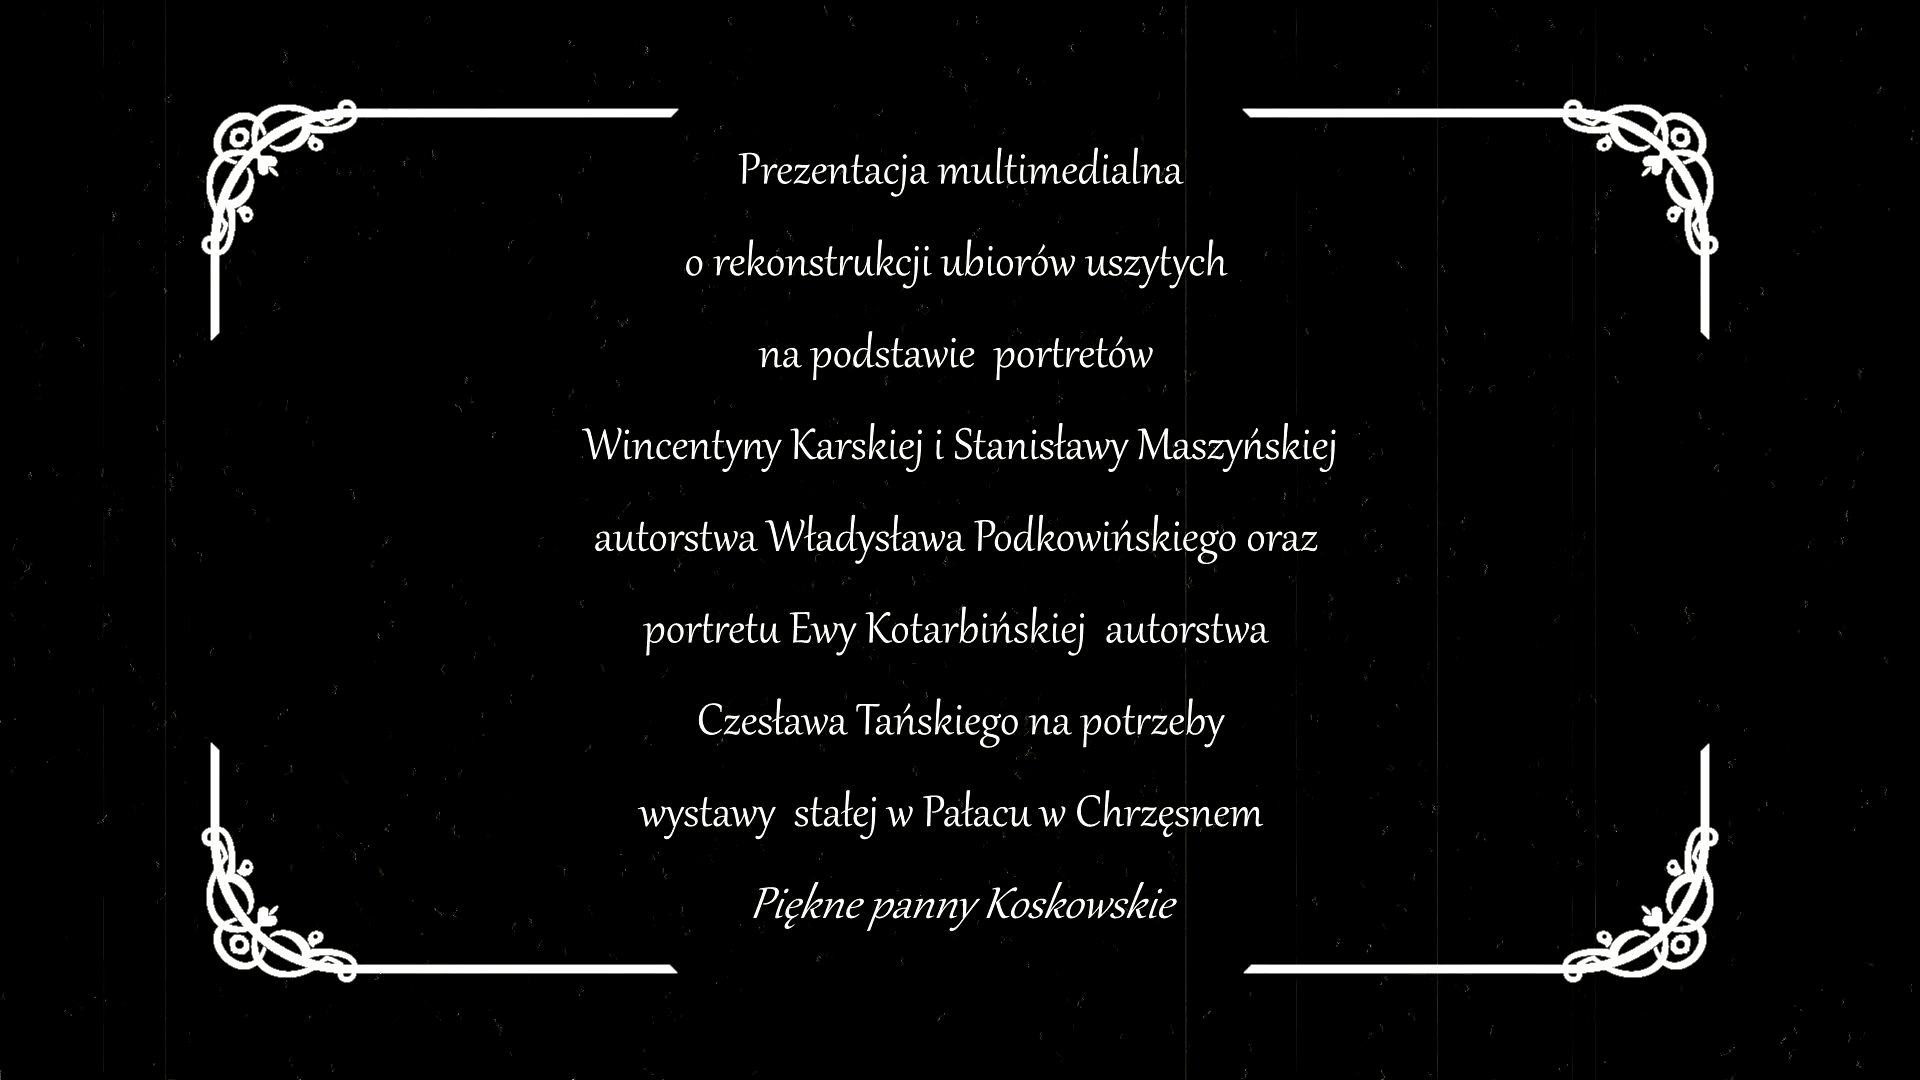 Prezentacja multimedialna
o rekonstrukcji ubiorów uszytych
na podstawie portretów
Wincentyny Karskiej i Stanisławy Maszyńskiej
autorstwa Władysława Podkowińskiego oraz
portretu Ewy Kotarbińskiej autorstwa
Czesława Tańskiego na potrzeby
wystawy stałej w Pałacu w Chrzęsnem
Piękne panny Koskowskie